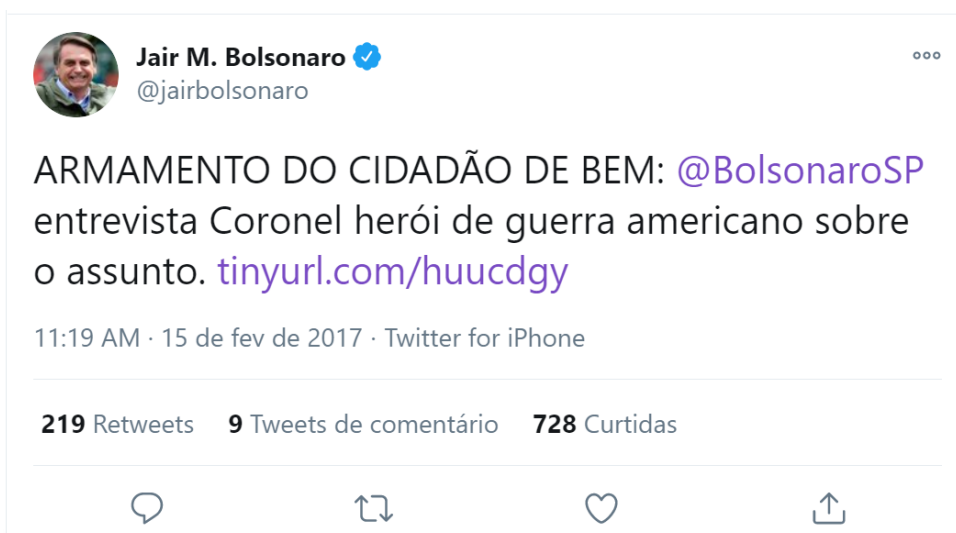 Jair M. Bolsonaro
@jairbolsonaro
ARMAMENTO DO CIDADÃO DE BEM: @BolsonaroSP
entrevista Coronel herói de guerra americano sobre
o assunto. tinyurl.com/huucdgy
11:19 AM · 15 de fev de 2017 · Twitter for iPhone
219 Retweets 9 Tweets de comentário 728 Curtidas